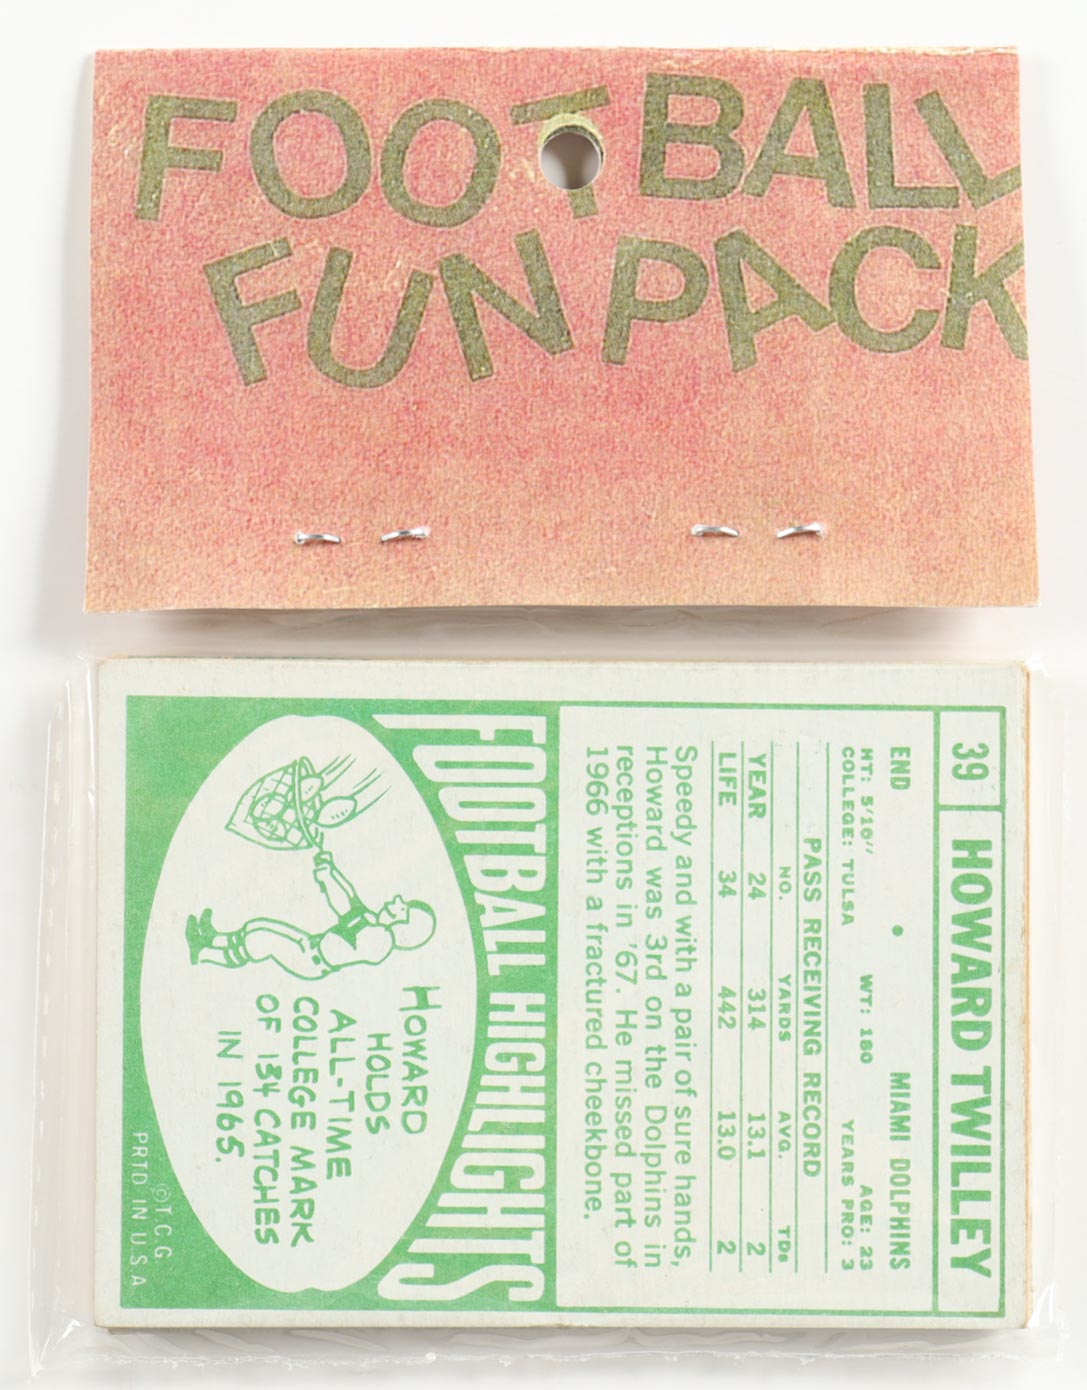 FOOTBALL
FUN PACK
39 HOWARD TWILLEY
END • MIAMI DOLPHINS
HT: 5/10" WT: 180 AGE: 23
COLLEGE: TULSA YEARS PRO: 3
PASS RECEIVING RECORD
NO. YARDS AVG. TDs
YEAR 24 314 13.1 2
LIFE 34 442 13.0 2
Speedy and with a pair of sure hands,
Howard was 3rd on the Dolphins in
receptions in '67. He missed part of
1966 with a fractured cheekbone.
FOOTBALL HIGHLIGHTS
HOWARD
HOLDS
ALL-TIME
COLLEGE MARK
OF 134 CATCHES
IN 1965.
©T.C.G.
PRTD IN U S A